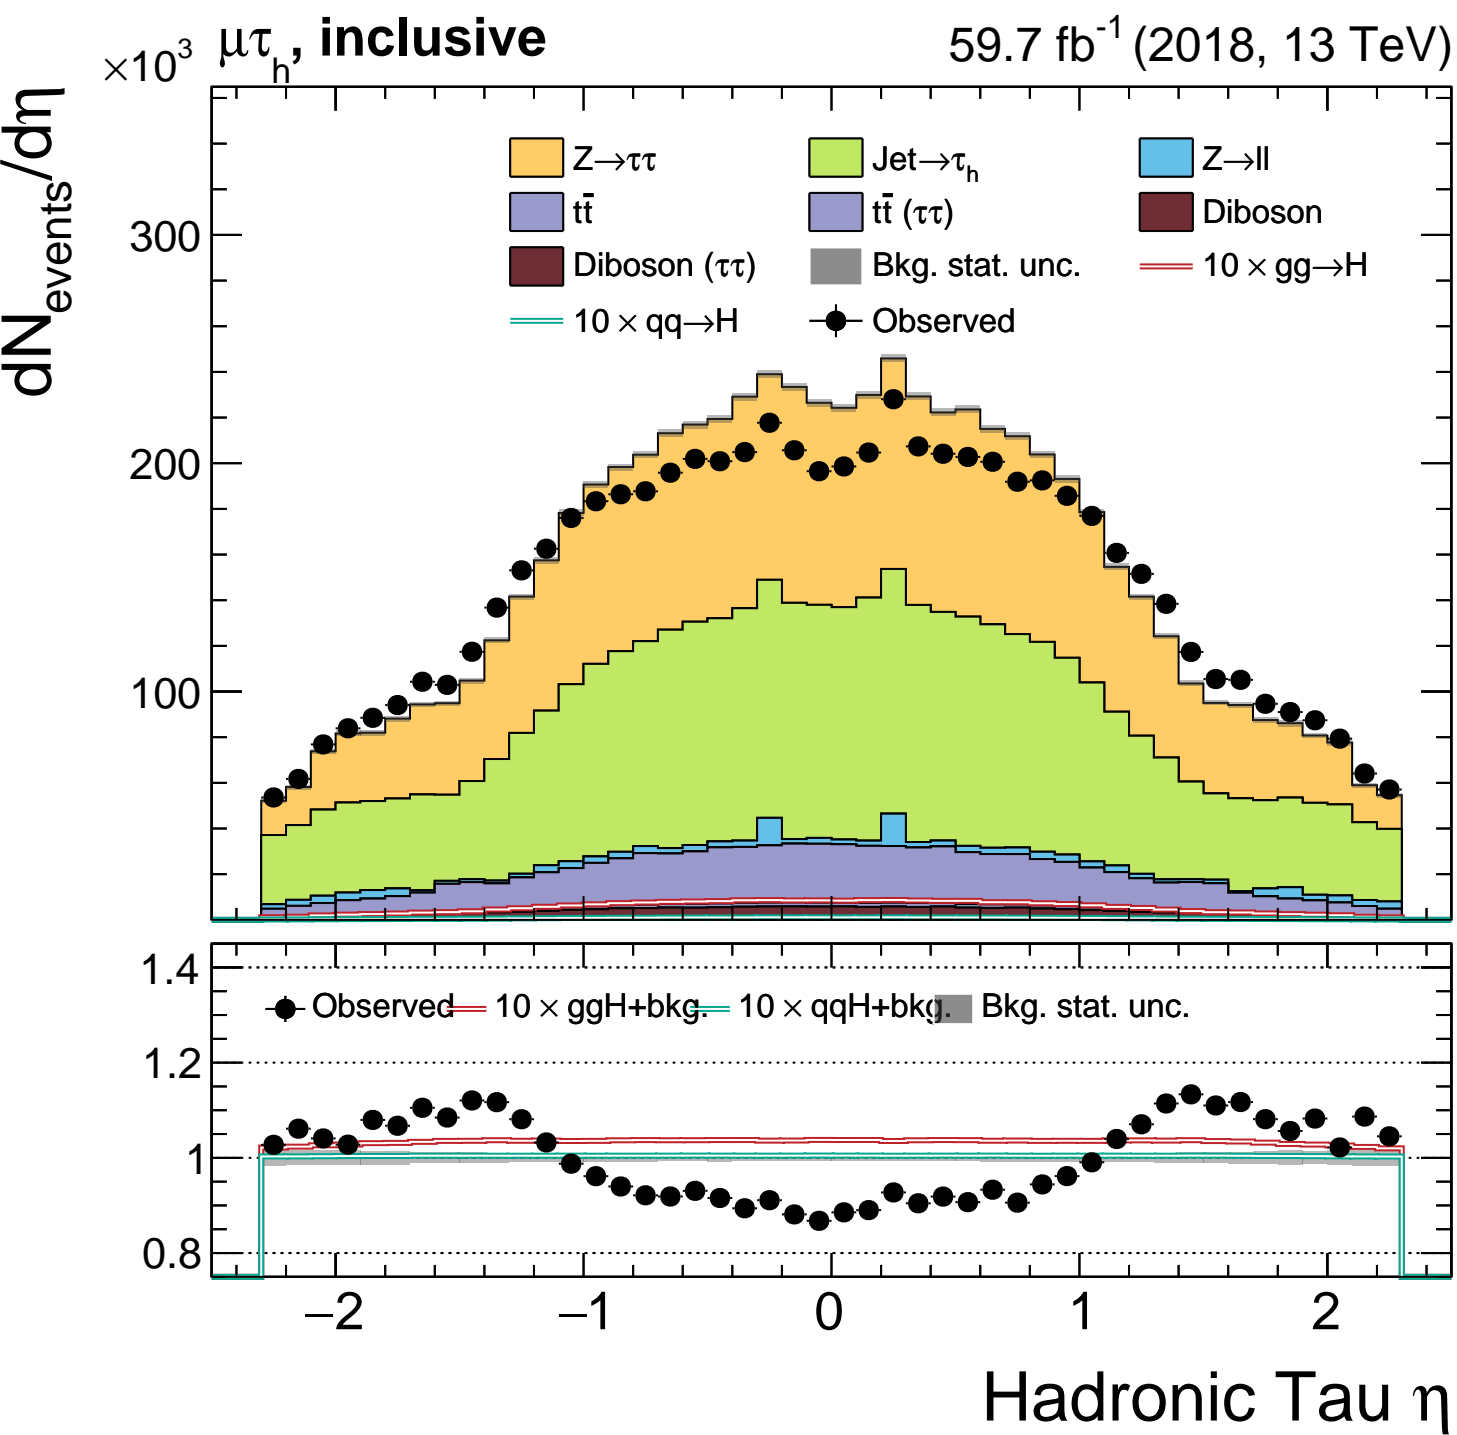 ×10³ μτₕ, inclusive 59.7 fb⁻¹ (2018, 13 TeV)
dN_events/dη
Z→ττ Jet→τₕ Z→ll
tt̄ tt̄ (ττ) Diboson
Diboson (ττ) Bkg. stat. unc. 10 × gg→H
10 × qq→H Observed
300
200
100
1.4
Observed 10 × ggH+bkg. 10 × qqH+bkg. Bkg. stat. unc.
1.2
1
0.8
−2 −1 0 1 2
Hadronic Tau η